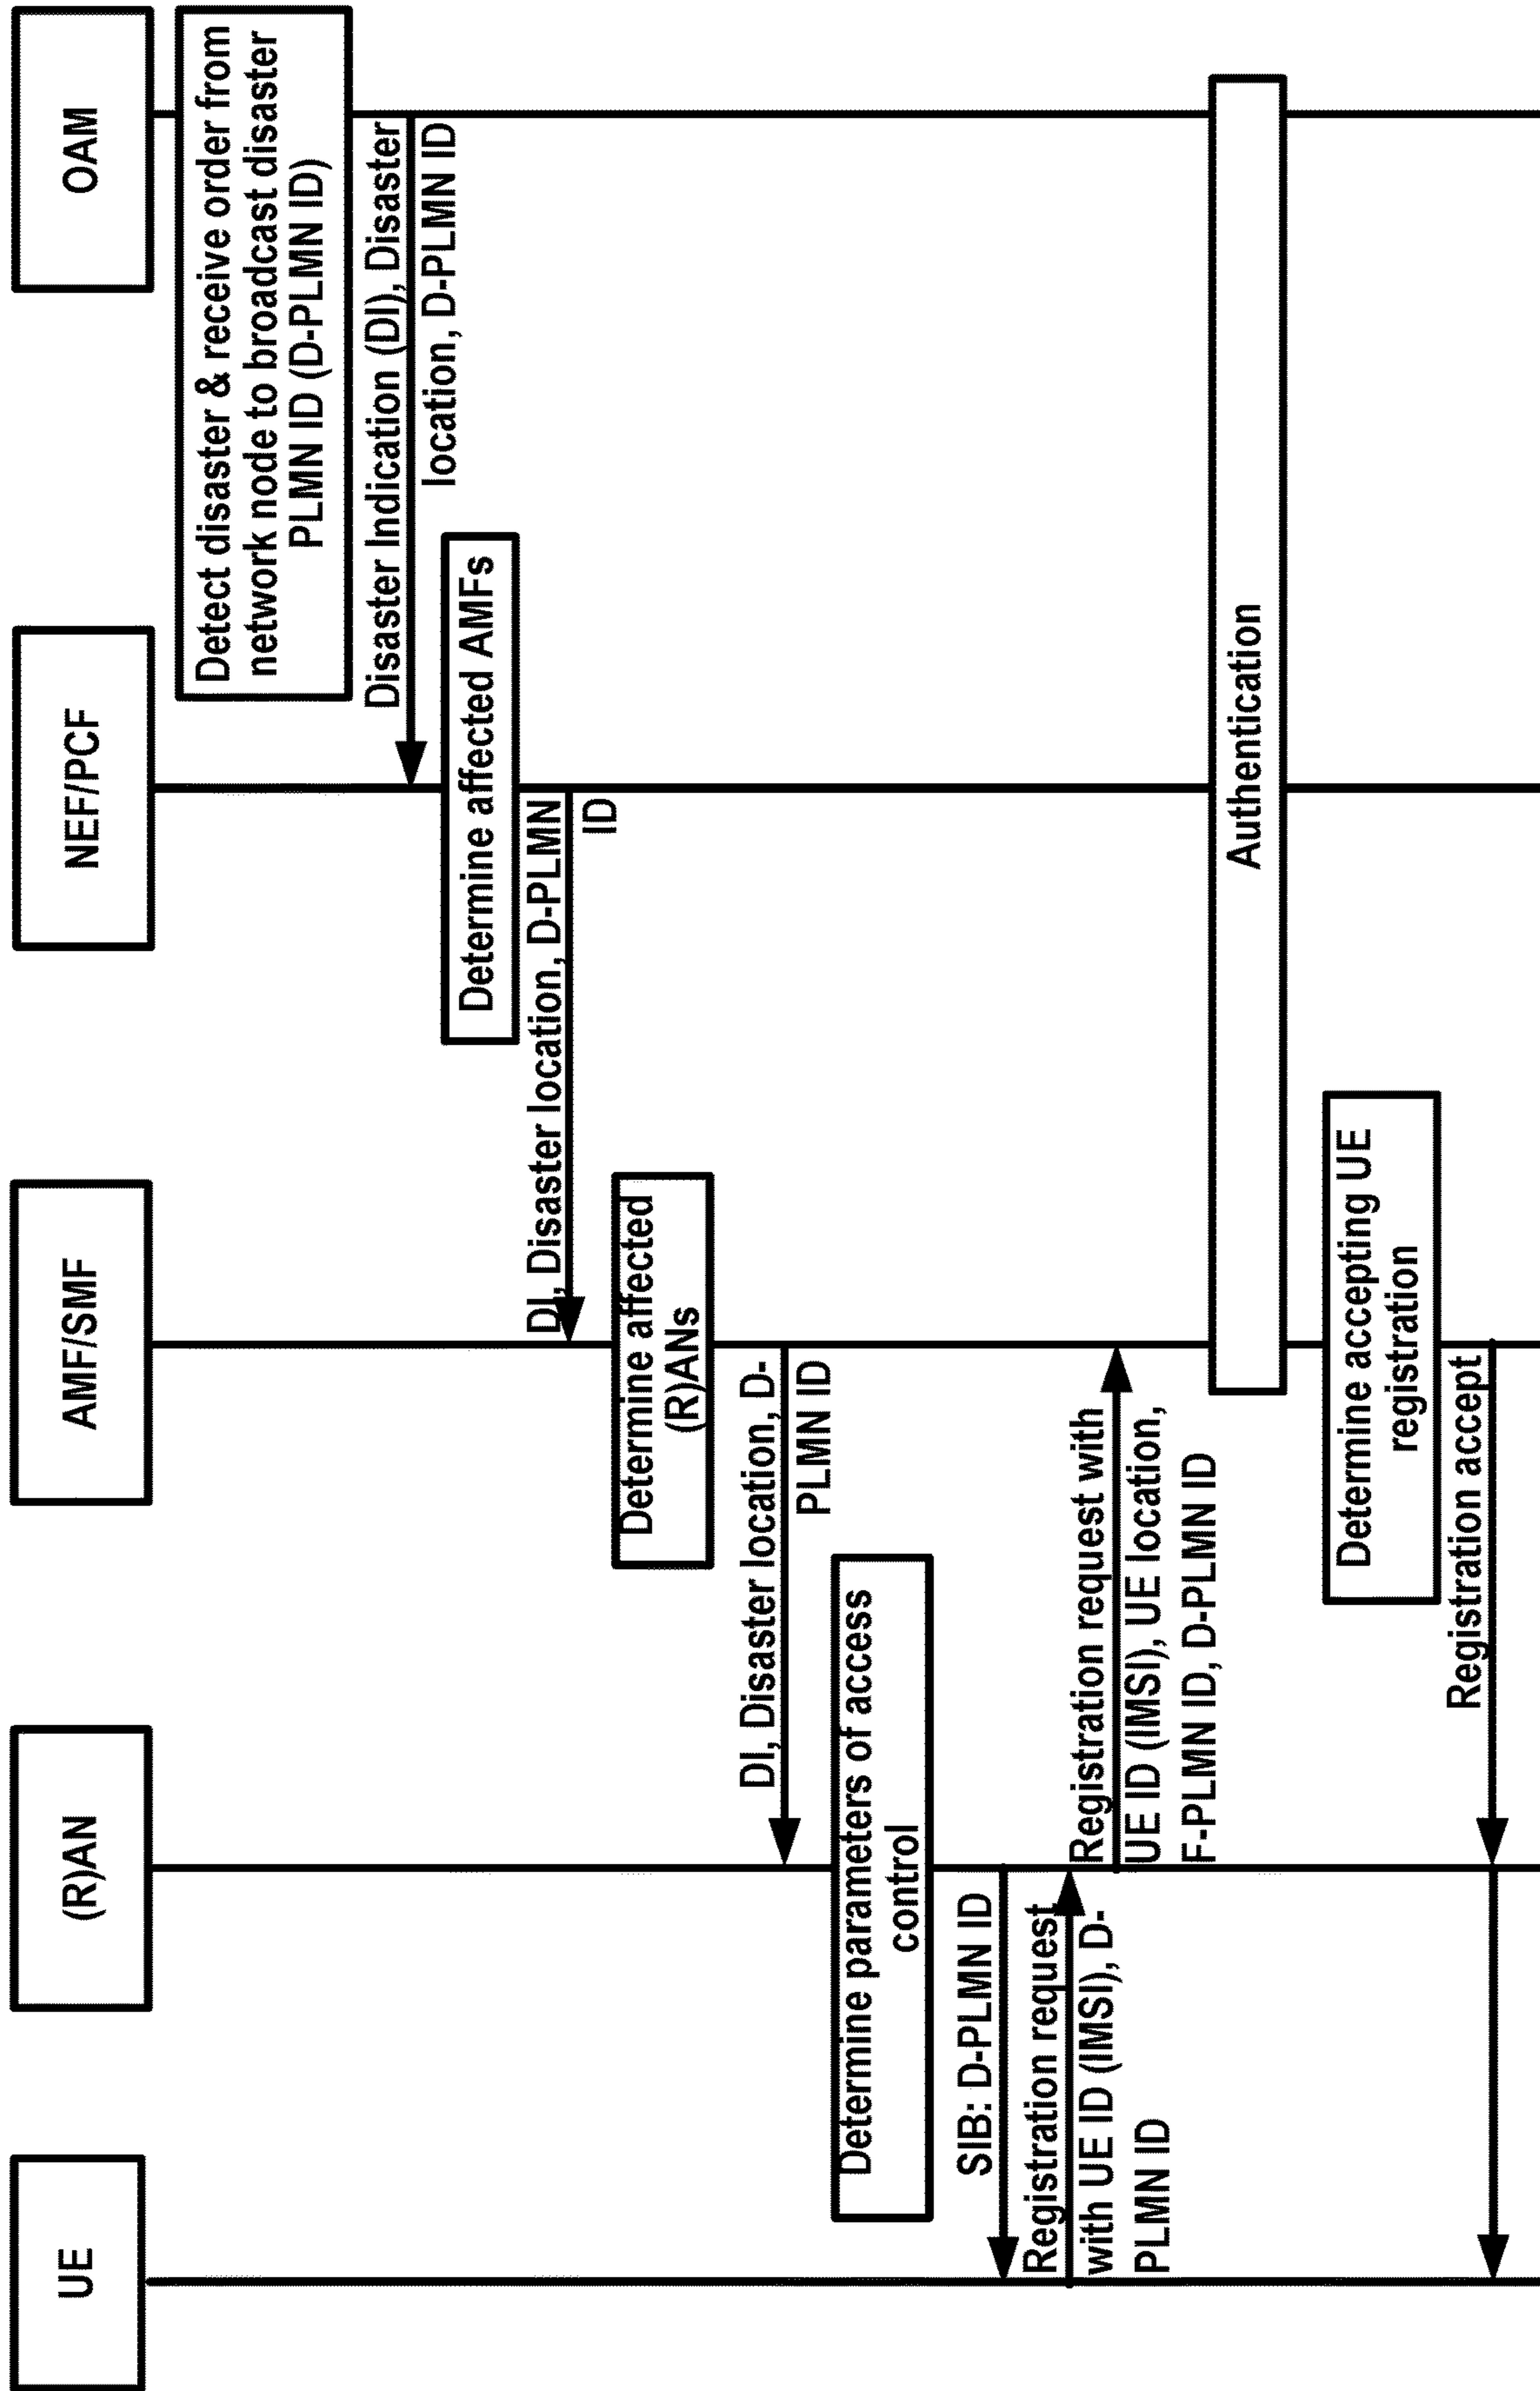 UE
(R)AN
AMF/SMF
NEF/PCF
OAM
Detect disaster & receive order from
network node to broadcast disaster
PLMN ID (D-PLMN ID)
Disaster Indication (DI), Disaster
location, D-PLMN ID
Determine affected AMFs
DI, Disaster location, D-PLMN
ID
Determine affected
(R)ANs
DI, Disaster location, D-
PLMN ID
Determine parameters of access
control
SIB: D-PLMN ID
Registration request
with UE ID (IMSI), D-
PLMN ID
Registration request with
UE ID (IMSI), UE location,
F-PLMN ID, D-PLMN ID
Authentication
Determine accepting UE
registration
Registration accept